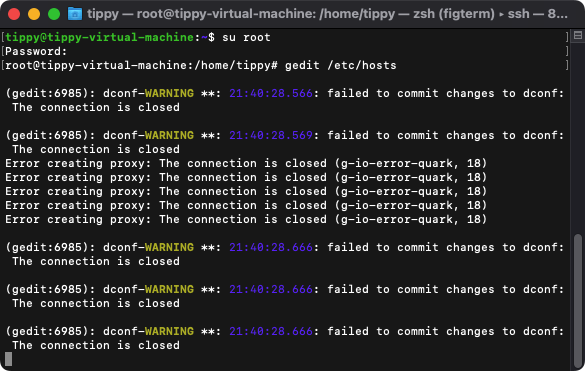 tippy — root@tippy-virtual-machine: /home/tippy — zsh (figterm) ▸ ssh — 8...
[tippy@tippy-virtual-machine:~$ su root ]
[Password: ]
[root@tippy-virtual-machine:/home/tippy# gedit /etc/hosts ]
(gedit:6985): dconf-WARNING **: 21:40:28.566: failed to commit changes to dconf:
 The connection is closed
(gedit:6985): dconf-WARNING **: 21:40:28.569: failed to commit changes to dconf:
 The connection is closed
Error creating proxy: The connection is closed (g-io-error-quark, 18)
Error creating proxy: The connection is closed (g-io-error-quark, 18)
Error creating proxy: The connection is closed (g-io-error-quark, 18)
Error creating proxy: The connection is closed (g-io-error-quark, 18)
Error creating proxy: The connection is closed (g-io-error-quark, 18)
(gedit:6985): dconf-WARNING **: 21:40:28.666: failed to commit changes to dconf:
 The connection is closed
(gedit:6985): dconf-WARNING **: 21:40:28.666: failed to commit changes to dconf:
 The connection is closed
(gedit:6985): dconf-WARNING **: 21:40:28.666: failed to commit changes to dconf:
 The connection is closed